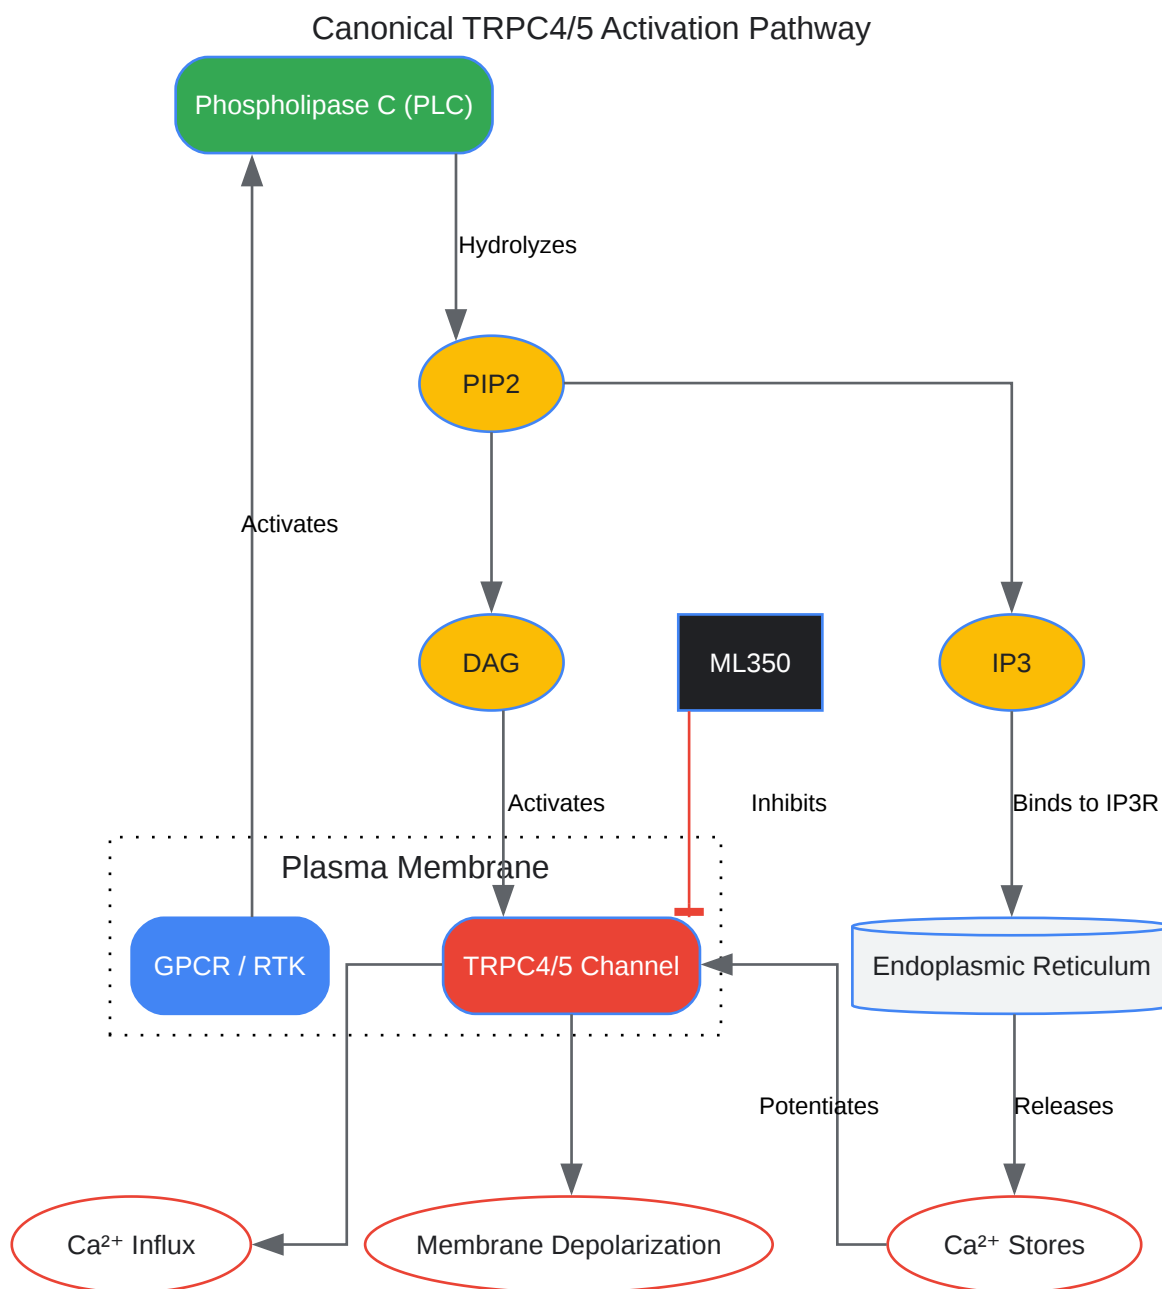 Canonical TRPC4/5 Activation Pathway
Phospholipase C (PLC)
Hydrolyzes
PIP2
Activates
DAG
ML350
IP3
Activates
Inhibits
Binds to IP3R
Plasma Membrane
GPCR / RTK
TRPC4/5 Channel
Endoplasmic Reticulum
Potentiates
Releases
Ca²⁺ Influx
Membrane Depolarization
Ca²⁺ Stores